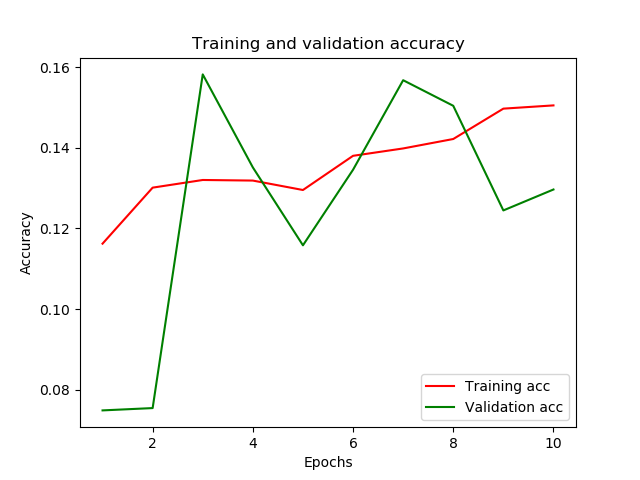 Training and validation accuracy
0.16
0.14
0.12
0.10
0.08
Accuracy
2
4
6
8
10
Epochs
Training acc
Validation acc